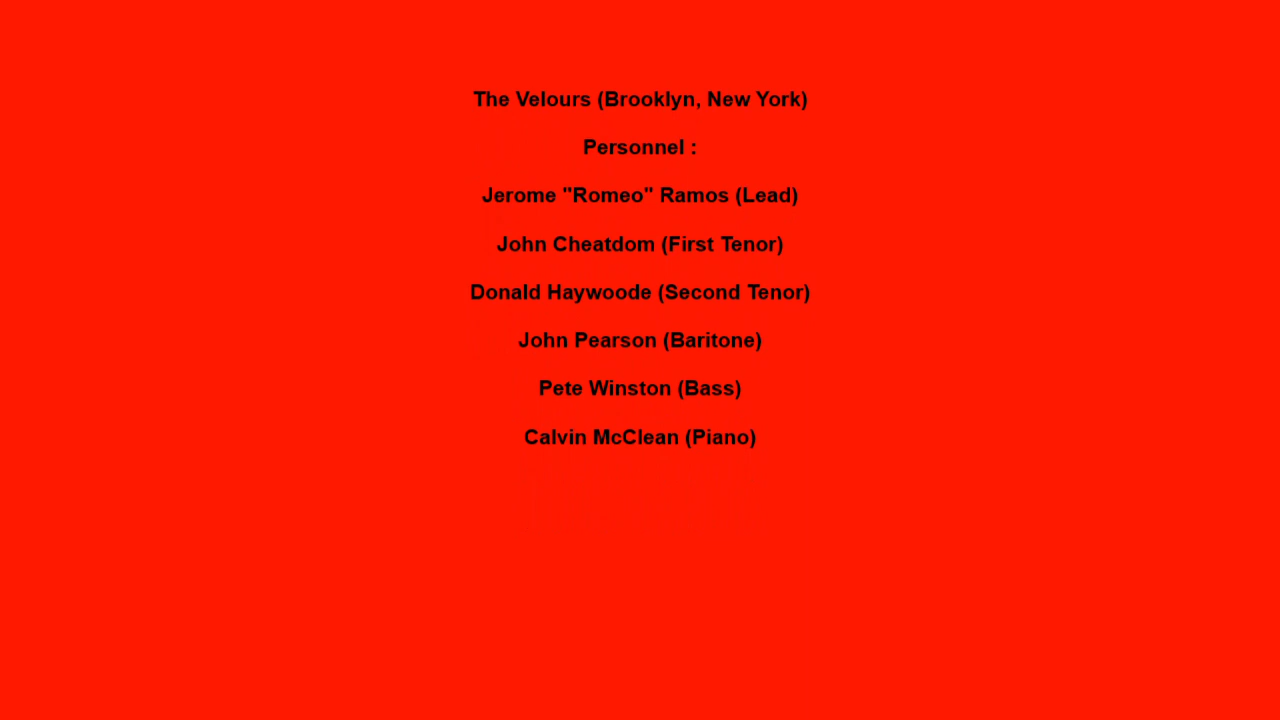 The Velours (Brooklyn, New York)
Personnel :
Jerome "Romeo" Ramos (Lead)
John Cheatdom (First Tenor)
Donald Haywoode (Second Tenor)
John Pearson (Baritone)
Pete Winston (Bass)
Calvin McClean (Piano)